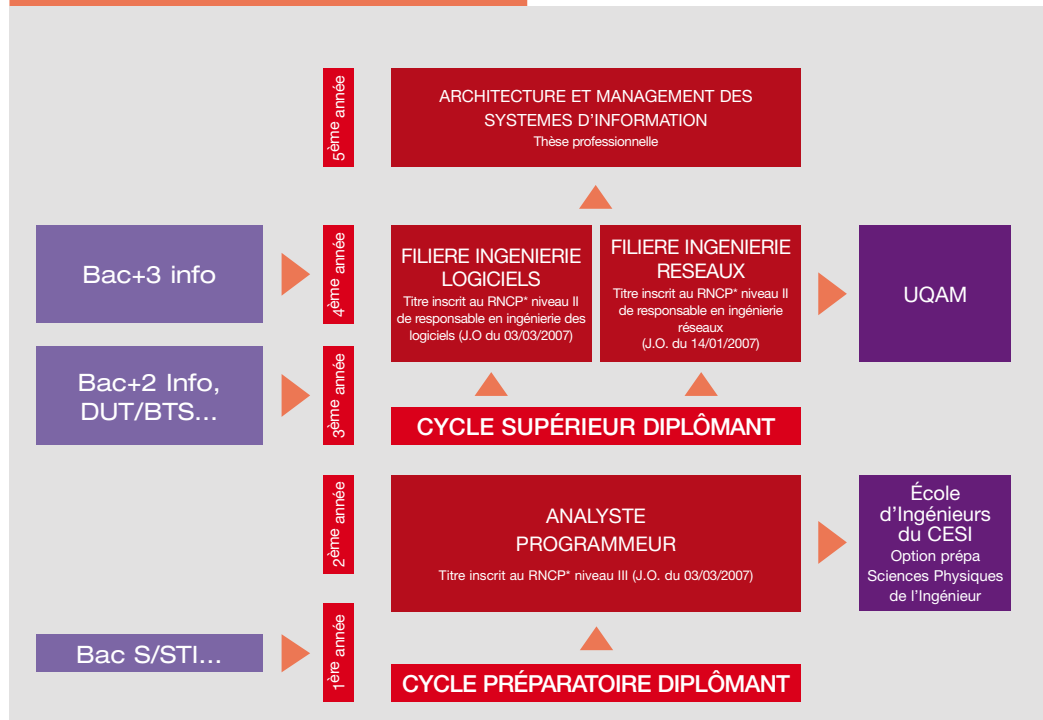 5ème année
ARCHITECTURE ET MANAGEMENT DES
SYSTEMES D'INFORMATION
Thèse professionnelle
Bac+3 info
4ème année
FILIERE INGENIERIE
LOGICIELS
Titre inscrit au RNCP* niveau II
de responsable en ingénierie des
logiciels (J.O du 03/03/2007)
FILIERE INGENIERIE
RESEAUX
Titre inscrit au RNCP* niveau II
de responsable en ingénierie
réseaux
(J.O. du 14/01/2007)
UQAM
Bac+2 Info,
DUT/BTS...
3ème année
CYCLE SUPÉRIEUR DIPLÔMANT
2ème année
ANALYSTE
PROGRAMMEUR
Titre inscrit au RNCP* niveau III (J.O. du 03/03/2007)
École
d'Ingénieurs
du CESI
Option prépa
Sciences Physiques
de l'Ingénieur
Bac S/STI...
1ère année
CYCLE PRÉPARATOIRE DIPLÔMANT